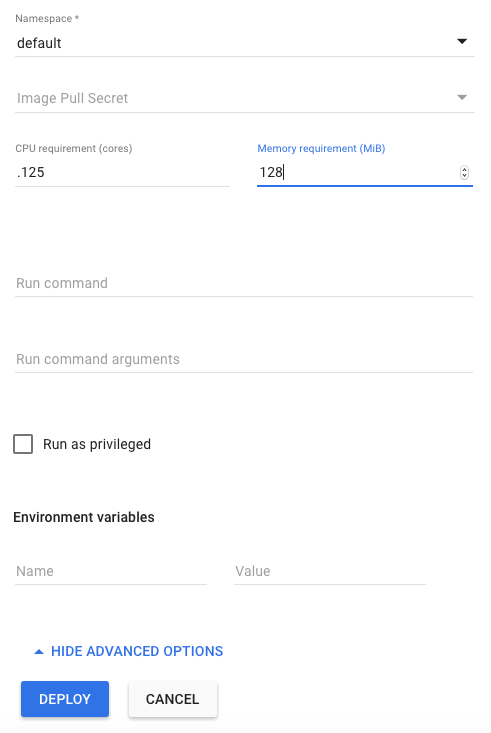 Namespace *
default
Image Pull Secret
CPU requirement (cores)
Memory requirement (MiB)
.125
128
Run command
Run command arguments
Run as privileged
Environment variables
Name
Value
HIDE ADVANCED OPTIONS
DEPLOY
CANCEL